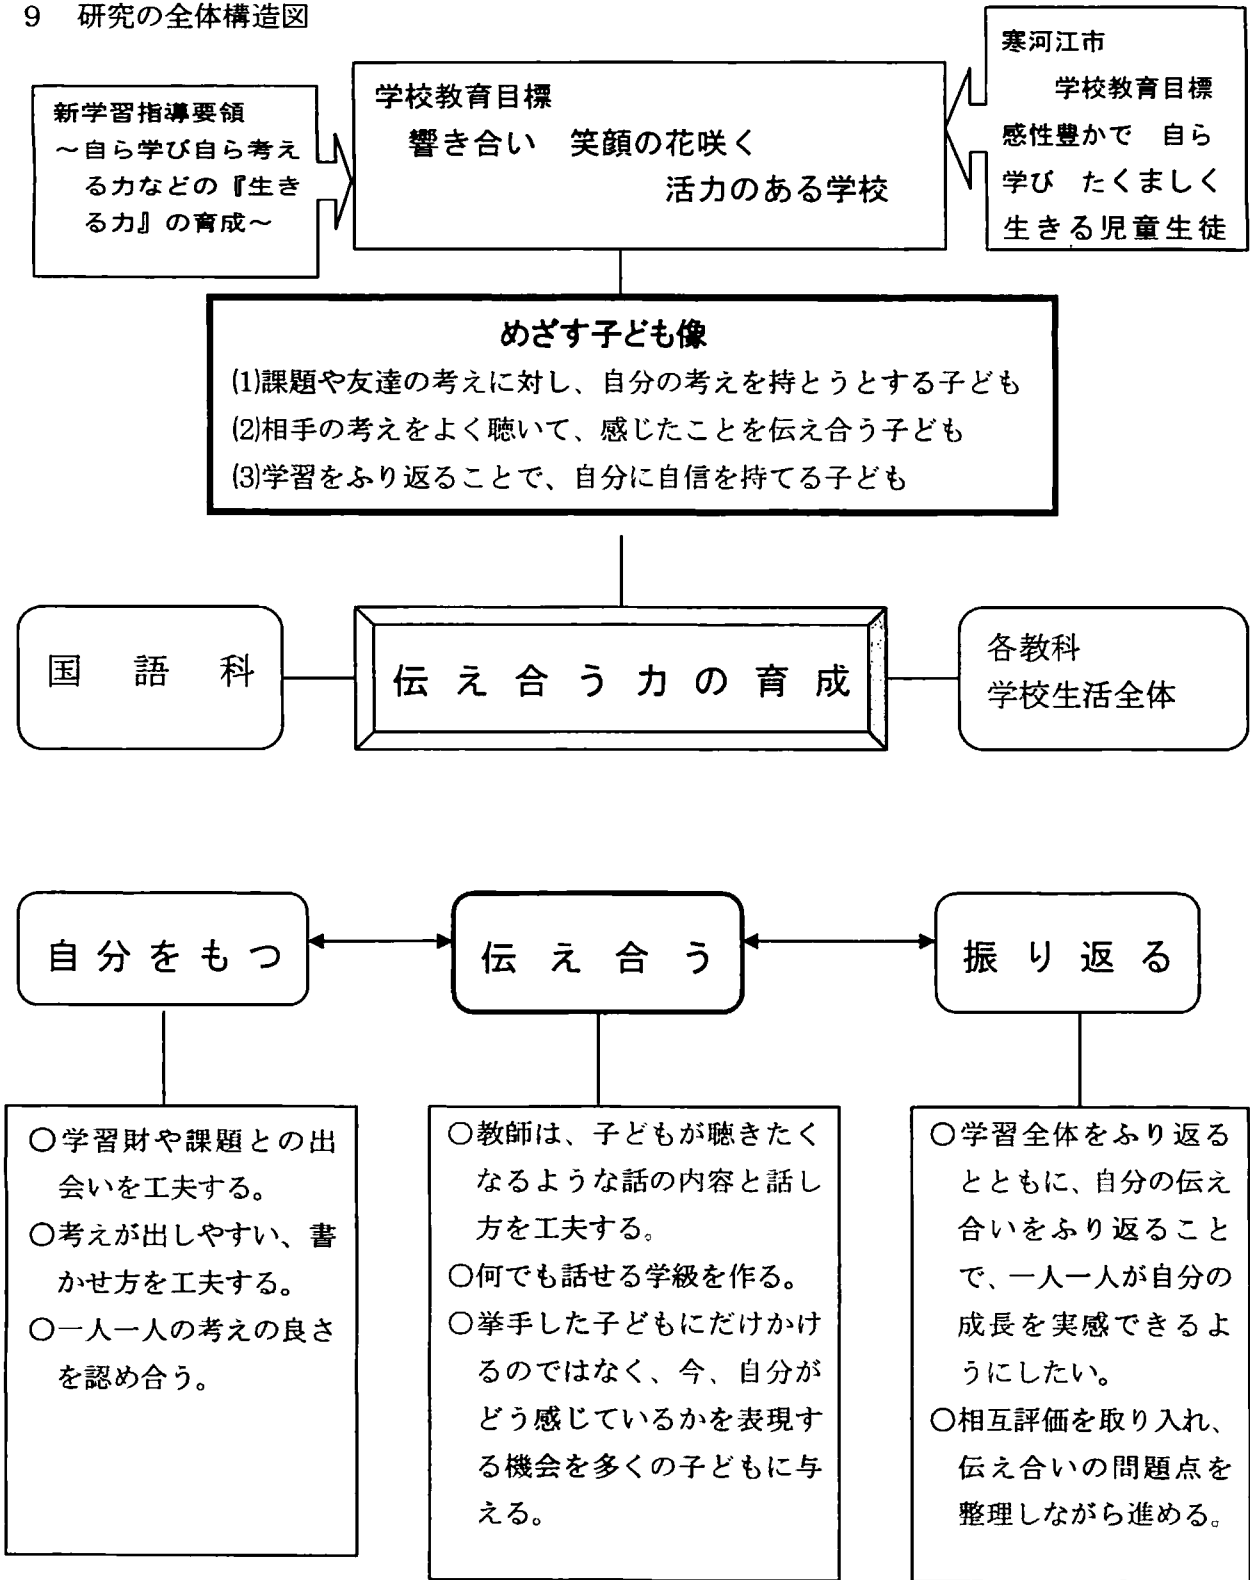 9　研究の全体構造図
新学習指導要領
～自ら学び自ら考え
る力などの『生き
る力』の育成～
学校教育目標
響き合い　笑顔の花咲く
活力のある学校
寒河江市
学校教育目標
感性豊かで　自ら
学び　たくましく
生きる児童生徒
めざす子ども像
(1)課題や友達の考えに対し、自分の考えを持とうとする子ども
(2)相手の考えをよく聴いて、感じたことを伝え合う子ども
(3)学習をふり返ることで、自分に自信を持てる子ども
国　語　科
伝え合う力の育成
各教科
学校生活全体
自分をもつ
伝え合う
振り返る
○学習財や課題との出
会いを工夫する。
○考えが出しやすい、書
かせ方を工夫する。
○一人一人の考えの良さ
を認め合う。
○教師は、子どもが聴きたく
なるような話の内容と話し
方を工夫する。
○何でも話せる学級を作る。
○挙手した子どもにだけかけ
るのではなく、今、自分が
どう感じているかを表現す
る機会を多くの子どもに与
える。
○学習全体をふり返る
とともに、自分の伝え
合いをふり返ること
で、一人一人が自分の
成長を実感できるよ
うにしたい。
○相互評価を取り入れ、
伝え合いの問題点を
整理しながら進める。